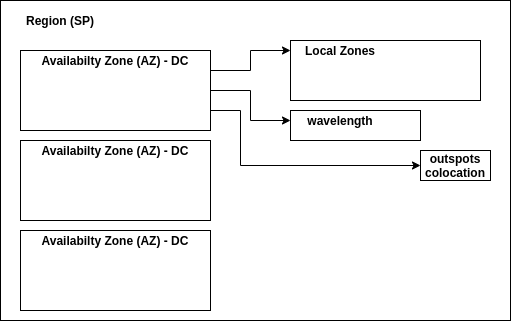 Region (SP)
Availabilty Zone (AZ) - DC
Local Zones
wavelength
outspots
colocation
Availabilty Zone (AZ) - DC
Availabilty Zone (AZ) - DC